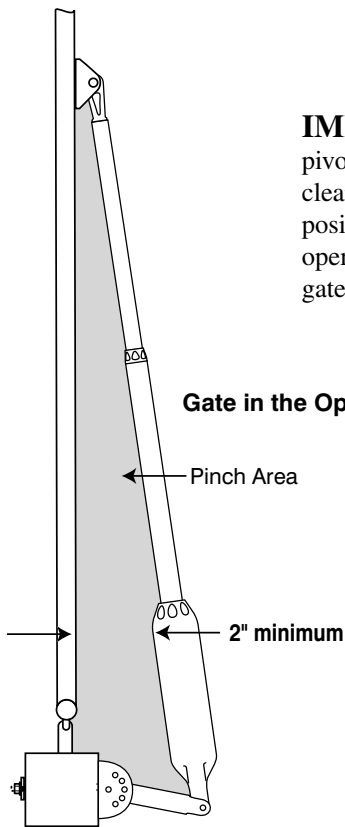 IM
pivo
clea
posi
oper
gate
Gate in the Op
Pinch Area
2" minimum